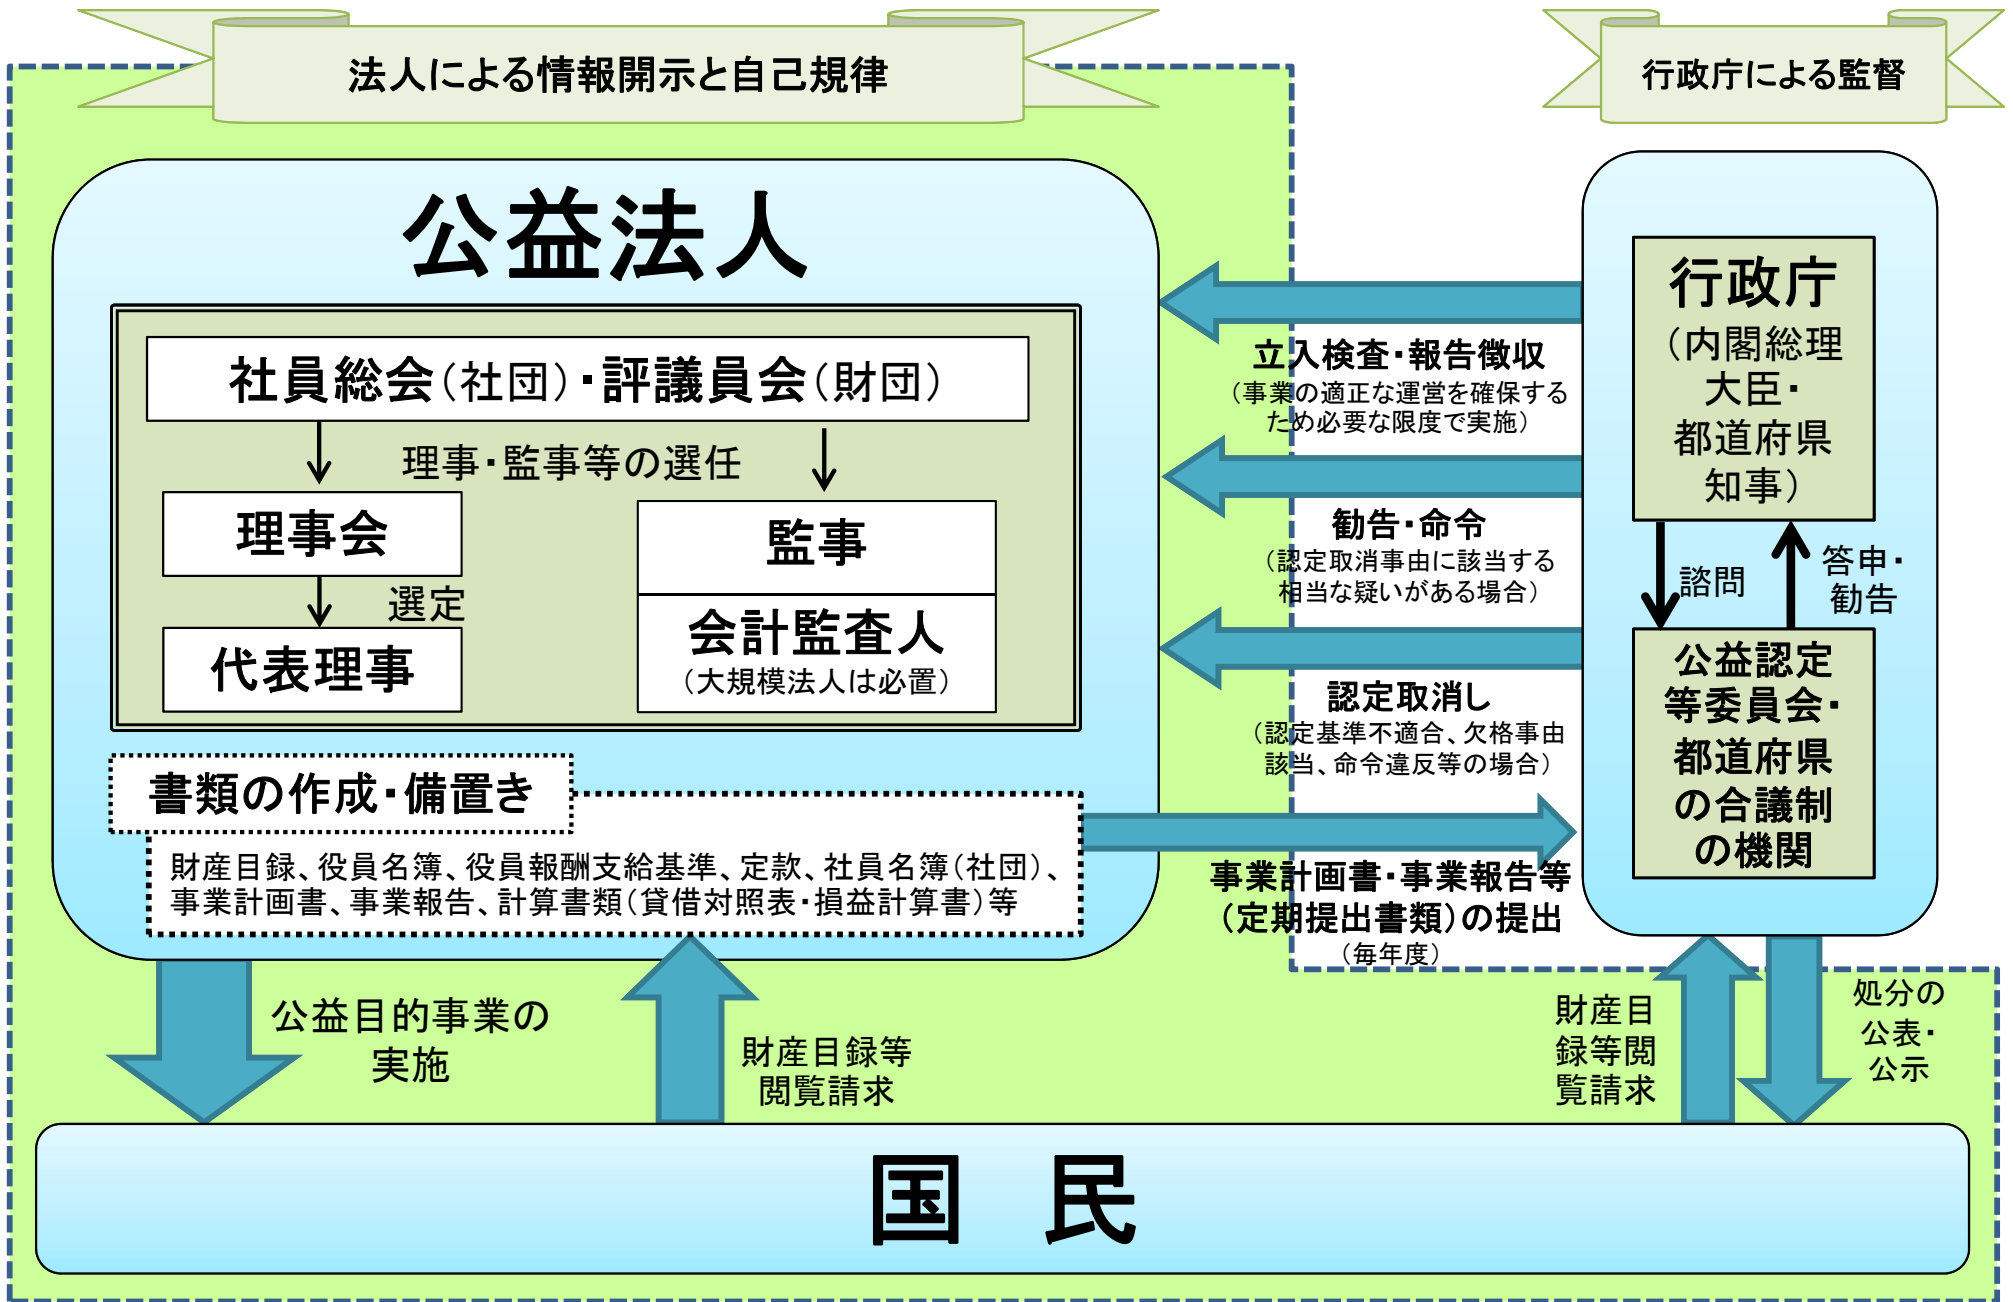 法人による情報開示と自己規律
行政庁による監督
公益法人
社員総会（社団）・評議員会（財団）
理事・監事等の選任
理事会
選定
代表理事
監事
会計監査人
（大規模法人は必置）
書類の作成・備置き
財産目録、役員名簿、役員報酬支給基準、定款、社員名簿（社団）、
事業計画書、事業報告、計算書類（貸借対照表・損益計算書）等
立入検査・報告徴収
（事業の適正な運営を確保する
ため必要な限度で実施）
勧告・命令
（認定取消事由に該当する
相当な疑いがある場合）
認定取消し
（認定基準不適合、欠格事由
該当、命令違反等の場合）
事業計画書・事業報告等
（定期提出書類）の提出
（毎年度）
行政庁
（内閣総理
大臣・
都道府県
知事）
諮問
答申・
勧告
公益認定
等委員会・
都道府県
の合議制
の機関
公益目的事業の
実施
財産目録等
閲覧請求
財産目
録等閲
覧請求
処分の
公表・
公示
国　民